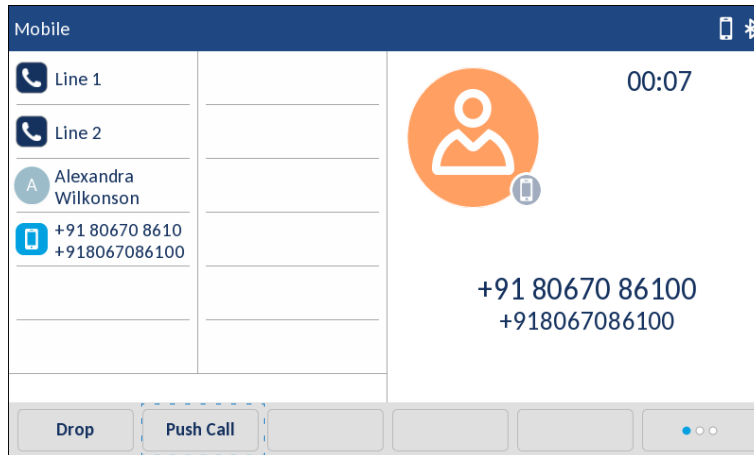 Mobile
Line 1
Line 2
A
Alexandra
Wilkonson
+91 80670 8610
+918067086100
00:07
+91 80670 86100
+918067086100
Drop
Push Call